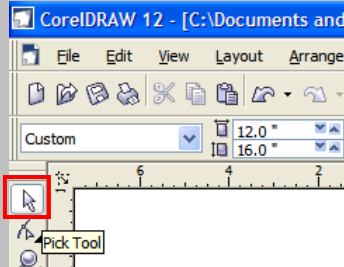 CorelDRAW 12 - [C:\Documents and
File Edit View Layout Arrange
Custom 12.0 "
16.0 "
6 4 2
Pick Tool